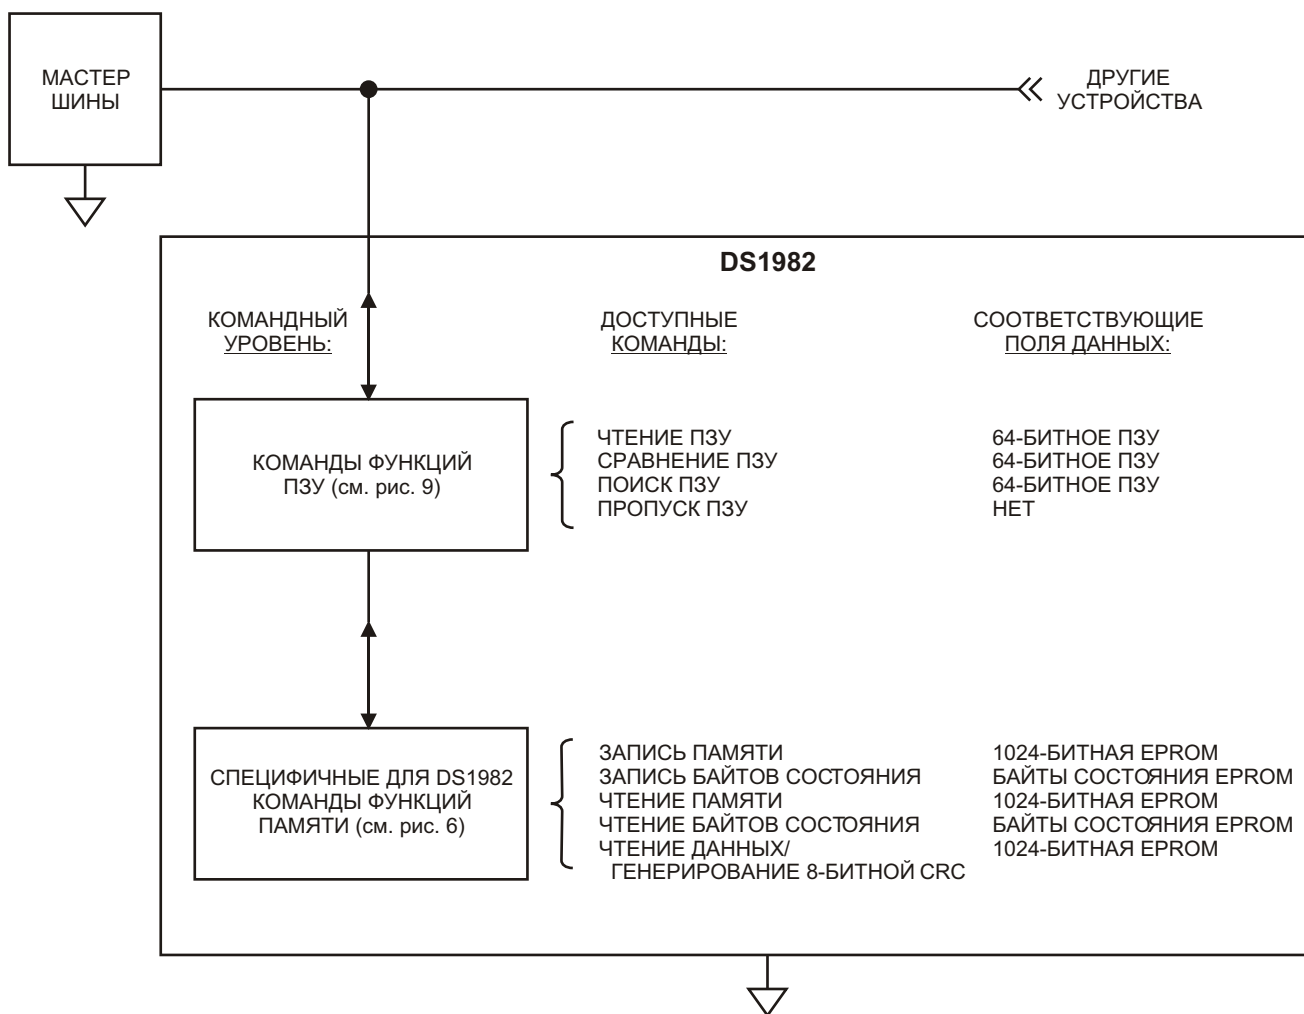 МАСТЕР
ШИНЫ
ДРУГИЕ
УСТРОЙСТВА
DS1982
КОМАНДНЫЙ
УРОВЕНЬ:
ДОСТУПНЫЕ
КОМАНДЫ:
СООТВЕТСТВУЮЩИЕ
ПОЛЯ ДАННЫХ:
КОМАНДЫ ФУНКЦИЙ
ПЗУ (см. рис. 9)
ЧТЕНИЕ ПЗУ
СРАВНЕНИЕ ПЗУ
ПОИСК ПЗУ
ПРОПУСК ПЗУ
64-БИТНОЕ ПЗУ
64-БИТНОЕ ПЗУ
64-БИТНОЕ ПЗУ
НЕТ
СПЕЦИФИЧНЫЕ ДЛЯ DS1982
КОМАНДЫ ФУНКЦИЙ
ПАМЯТИ (см. рис. 6)
ЗАПИСЬ ПАМЯТИ
ЗАПИСЬ БАЙТОВ СОСТОЯНИЯ
ЧТЕНИЕ ПАМЯТИ
ЧТЕНИЕ БАЙТОВ СОСТОЯНИЯ
ЧТЕНИЕ ДАННЫХ/
ГЕНЕРИРОВАНИЕ 8-БИТНОЙ CRC
1024-БИТНАЯ EPROM
БАЙТЫ СОСТОЯНИЯ EPROM
1024-БИТНАЯ EPROM
БАЙТЫ СОСТОЯНИЯ EPROM
1024-БИТНАЯ EPROM